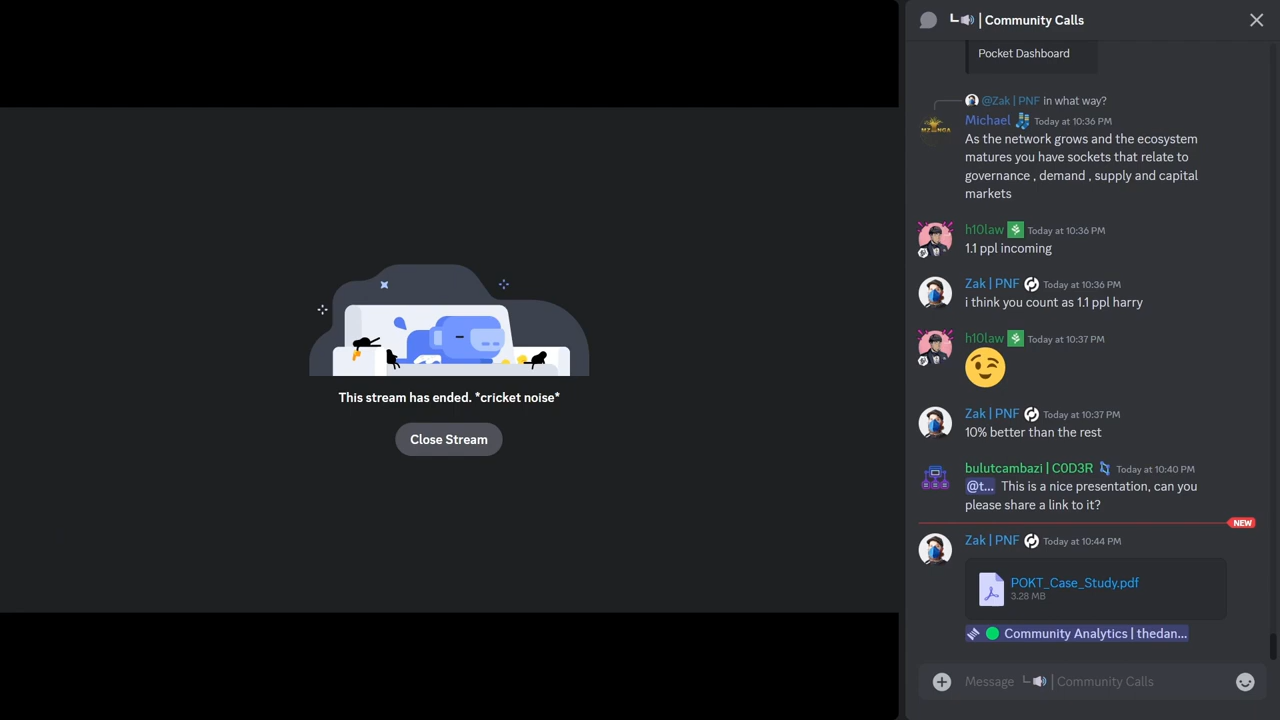 This stream has ended. *cricket noise*
Close Stream
Community Calls
Pocket Dashboard
@Zak | PNF in what way?
Michael Today at 10:36 PM
As the network grows and the ecosystem
matures you have sockets that relate to
governance , demand , supply and capital
markets
h10law Today at 10:36 PM
1.1 ppl incoming
Zak | PNF Today at 10:36 PM
i think you count as 1.1 ppl harry
h10law Today at 10:37 PM
Zak | PNF Today at 10:37 PM
10% better than the rest
bulutcambazi | C0D3R Today at 10:40 PM
@t... This is a nice presentation, can you
please share a link to it?
NEW
Zak | PNF Today at 10:44 PM
POKT_Case_Study.pdf
3.28 MB
Community Analytics | thedan...
Message Community Calls